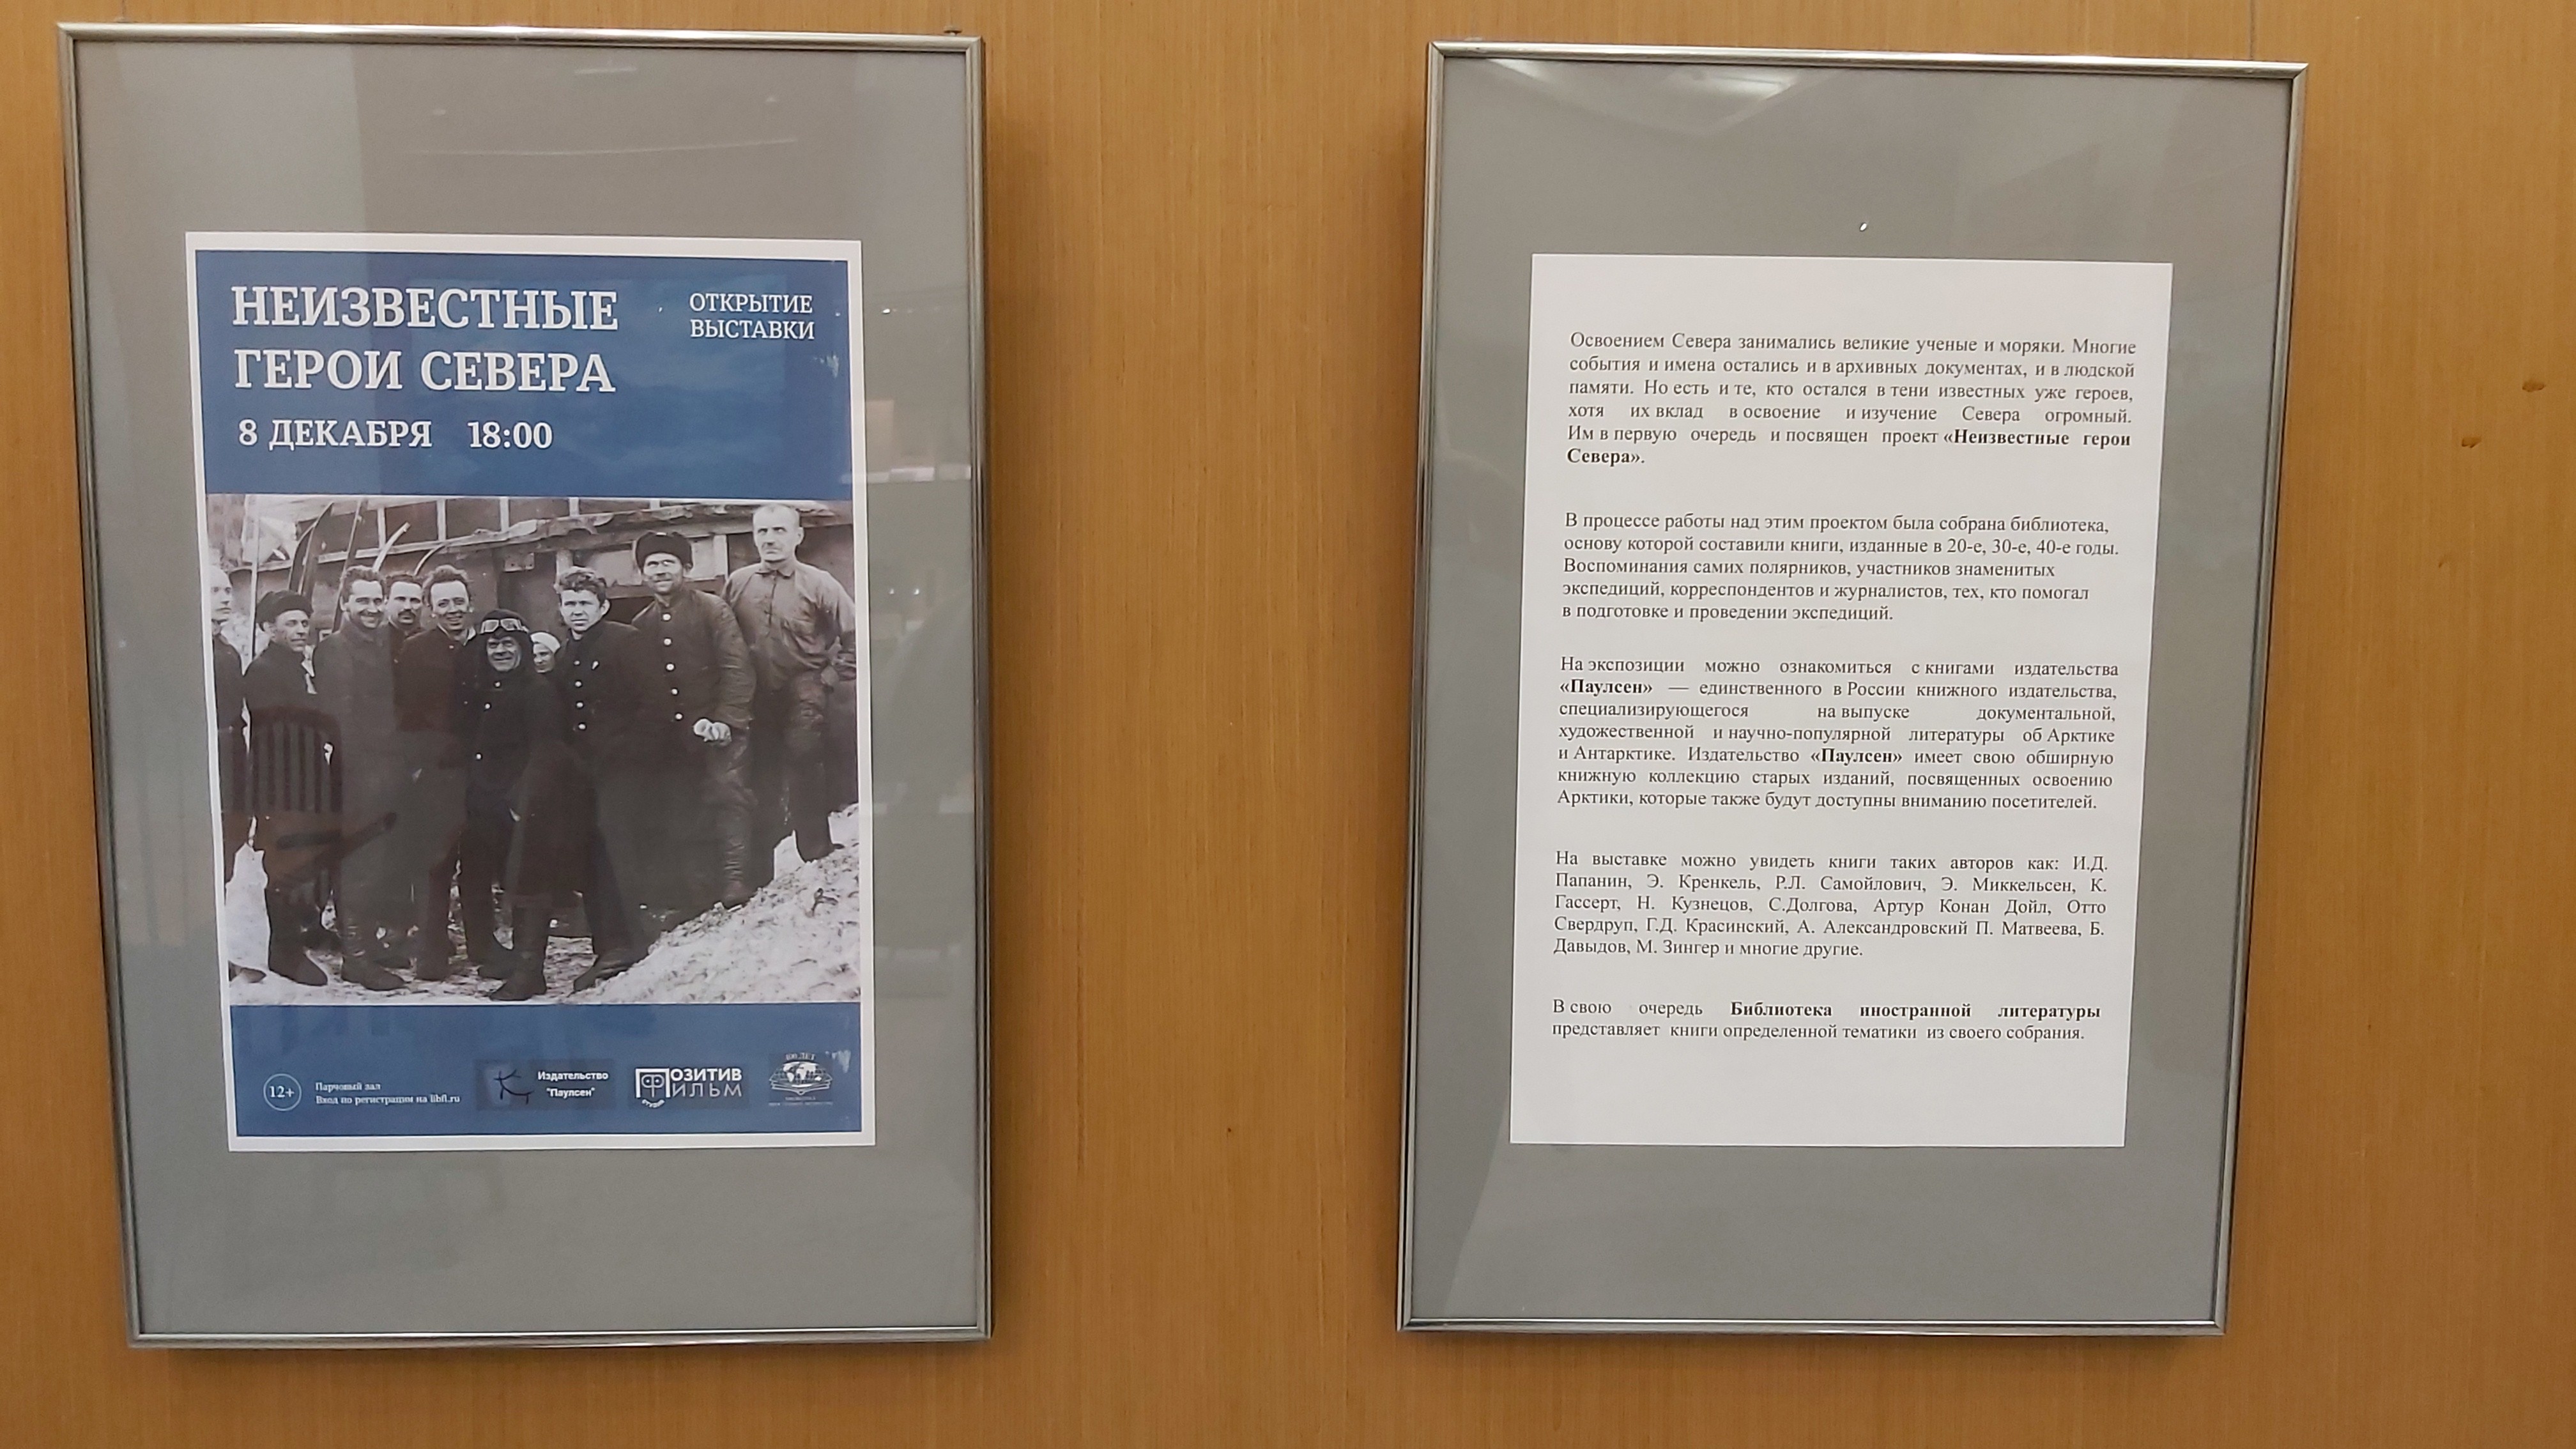 НЕИЗВЕСТНЫЕ
ГЕРОИ СЕВЕРА
8 ДЕКАБРЯ 18:00
ОТКРЫТИЕ
ВЫСТАВКИ
12+
Парчовый зал
Вход по регистрации на libfl.ru
Издательство
"Паулсен"
ПОЗИТИВ
ФИЛЬМ
СТУДИЯ
100 ЛЕТ
Освоением Севера занимались великие ученые и моряки. Многие
события и имена остались и в архивных документах, и в людской
памяти. Но есть и те, кто остался в тени известных уже героев,
хотя их вклад в освоение и изучение Севера огромный.
Им в первую очередь и посвящен проект «Неизвестные герои
Севера».
В процессе работы над этим проектом была собрана библиотека,
основу которой составили книги, изданные в 20-е, 30-е, 40-е годы.
Воспоминания самих полярников, участников знаменитых
экспедиций, корреспондентов и журналистов, тех, кто помогал
в подготовке и проведении экспедиций.
На экспозиции можно ознакомиться с книгами издательства
«Паулсен» — единственного в России книжного издательства,
специализирующегося на выпуске документальной,
художественной и научно-популярной литературы об Арктике
и Антарктике. Издательство «Паулсен» имеет свою обширную
книжную коллекцию старых изданий, посвященных освоению
Арктики, которые также будут доступны вниманию посетителей.
На выставке можно увидеть книги таких авторов как: И.Д.
Папанин, Э. Кренкель, Р.Л. Самойлович, Э. Миккельсен, К.
Гассерт, Н. Кузнецов, С.Долгова, Артур Конан Дойл, Отто
Свердруп, Г.Д. Красинский, А. Александровский П. Матвеева, Б.
Давыдов, М. Зингер и многие другие.
В свою очередь Библиотека иностранной литературы
представляет книги определенной тематики из своего собрания.